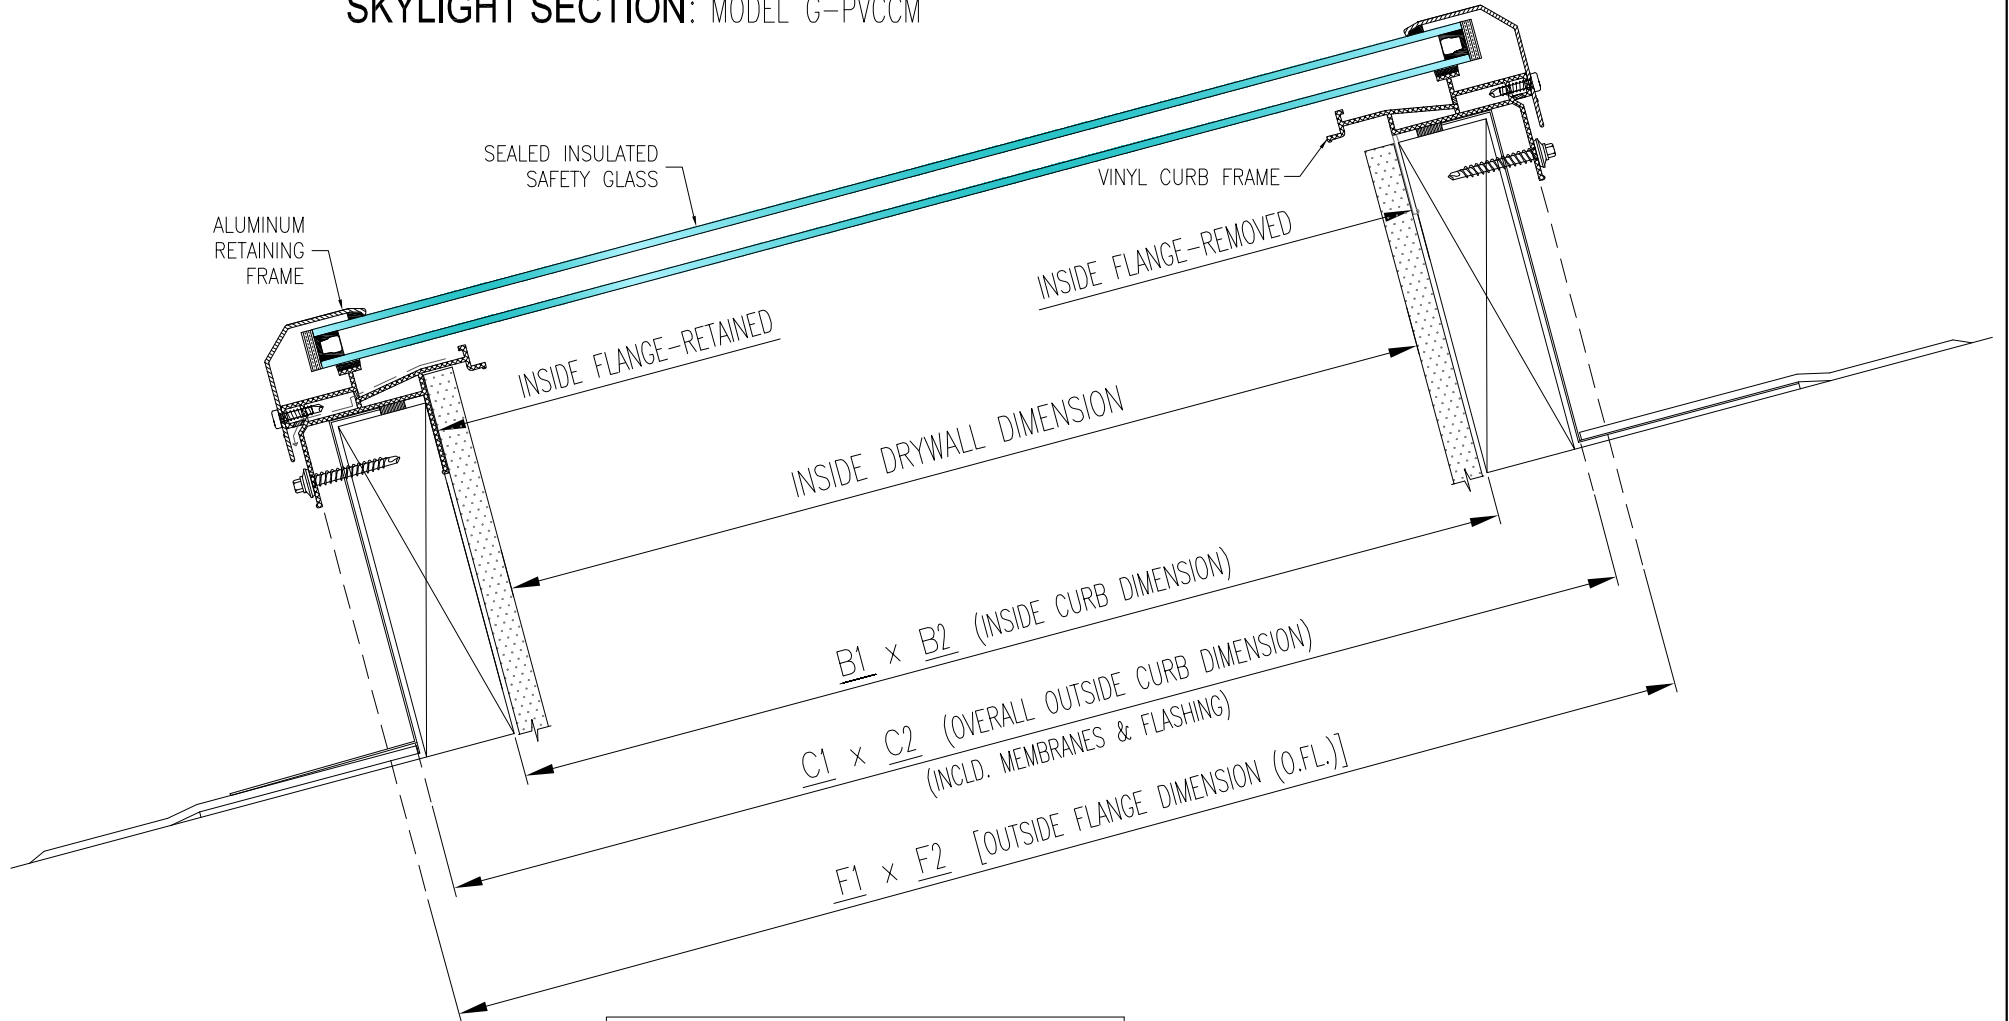 SKYLIGHT SECTION: MODEL G-PVCCM
SEALED INSULATED
SAFETY GLASS
VINYL CURB FRAME
ALUMINUM
RETAINING
FRAME
INSIDE FLANGE-REMOVED
INSIDE FLANGE-RETAINED
INSIDE DRYWALL DIMENSION
B1 x B2 (INSIDE CURB DIMENSION)
C1 x C2 (OVERALL OUTSIDE CURB DIMENSION)
(INCLD. MEMBRANES & FLASHING)
F1 x F2 [OUTSIDE FLANGE DIMENSION (O.FL.)]